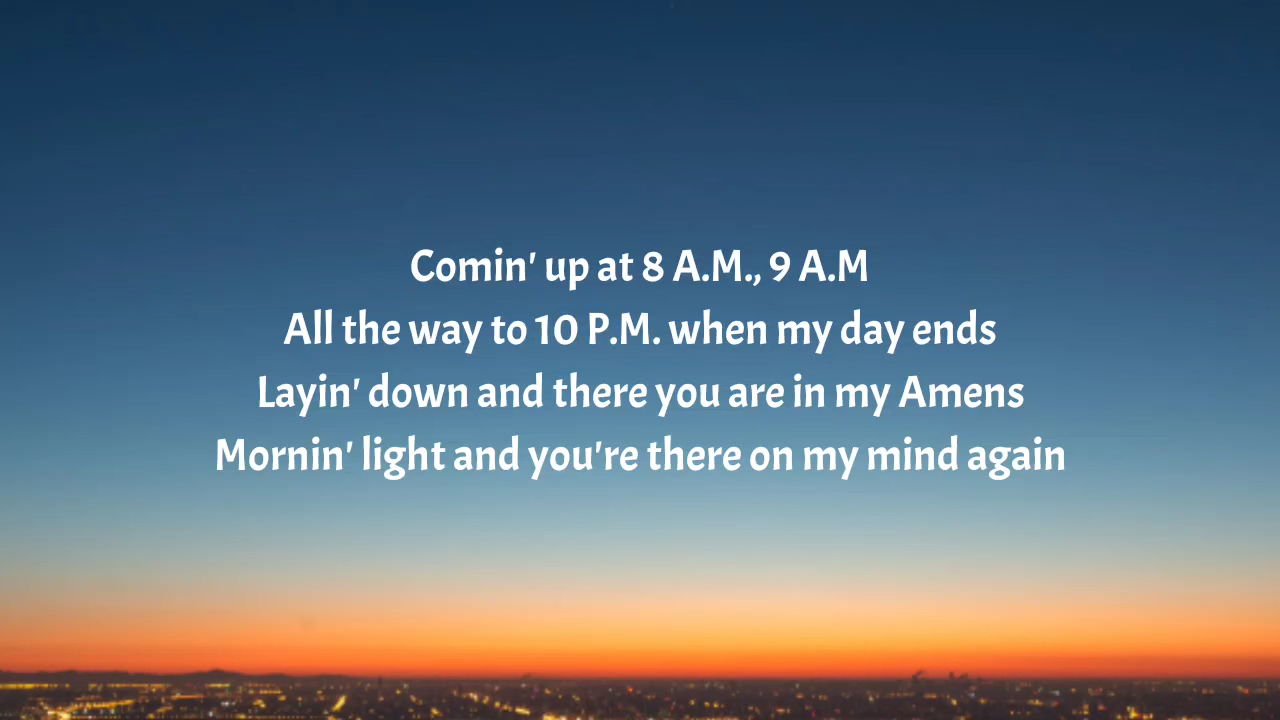 Comin' up at 8 A.M., 9 A.M
All the way to 10 P.M. when my day ends
Layin' down and there you are in my Amens
Mornin' light and you're there on my mind again